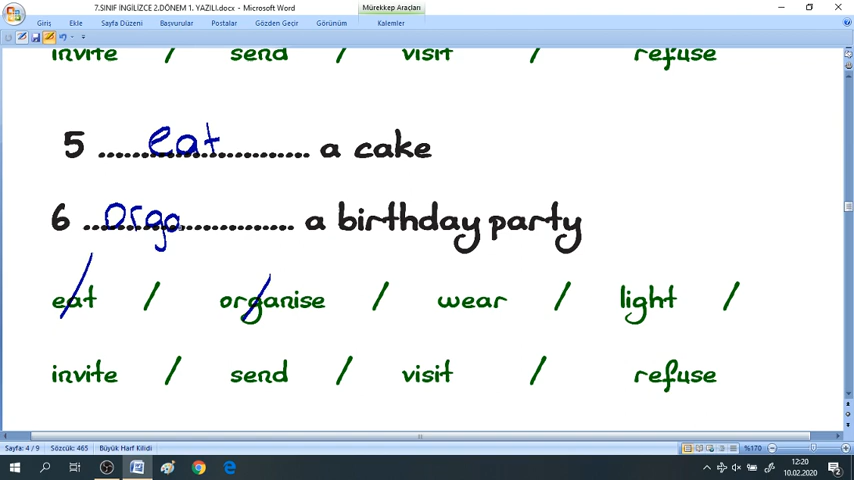 7.SINIF İNGİLİZCE 2.DÖNEM 1. YAZILI.docx - Microsoft Word
Mürekkep Araçları
Giriş Ekle Sayfa Düzeni Başvurular Postalar Gözden Geçir Görünüm Kalemler
invite / send / visit / refuse
5 eat a cake
6 orga a birthday party
eat / organise / wear / light /
invite / send / visit / refuse
Sayfa: 4 / 9 Sözcük: 465 Büyük Harf Kilidi %170
12:20
10.02.2020
2